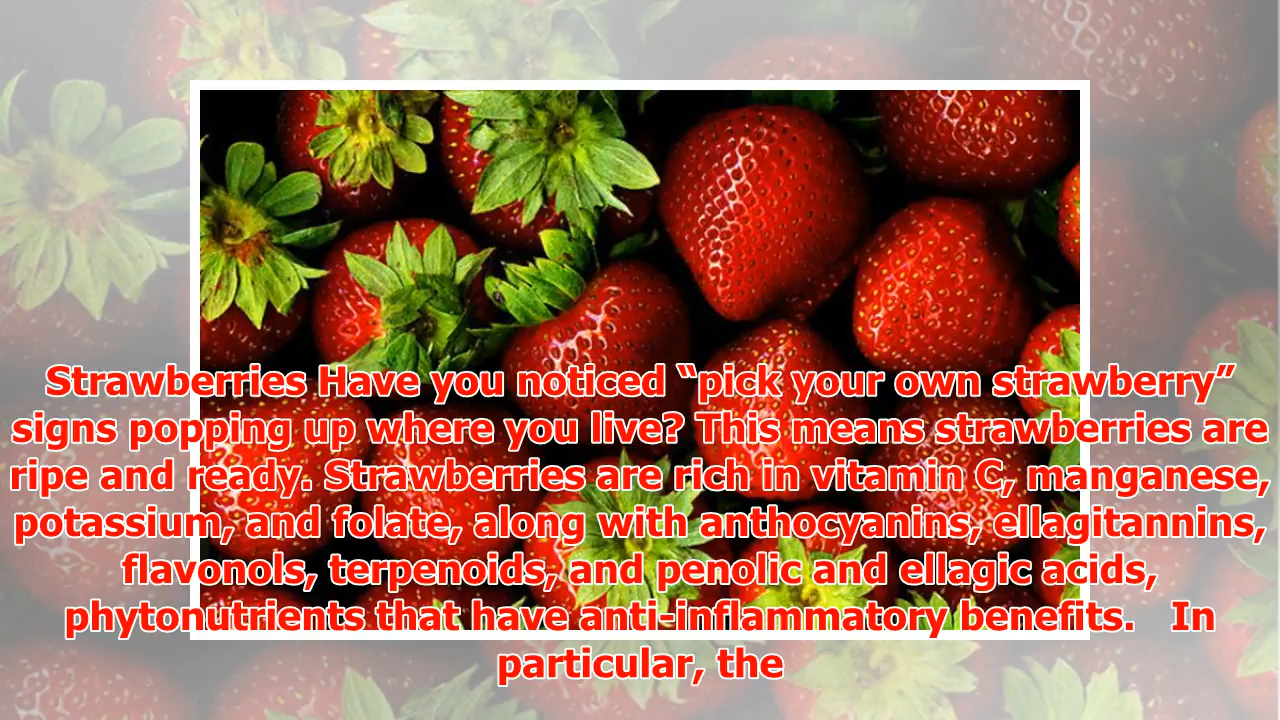 Strawberries Have you noticed “pick your own strawberry”
signs popping up where you live? This means strawberries are
ripe and ready. Strawberries are rich in vitamin C, manganese,
potassium, and folate, along with anthocyanins, ellagitannins,
flavonols, terpenoids, and penolic and ellagic acids,
phytonutrients that have anti-inflammatory benefits.   In
particular, the